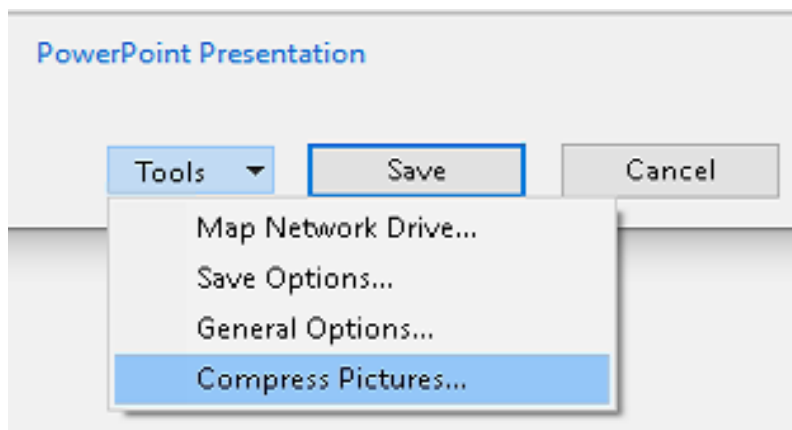 PowerPoint Presentation
Tools Save Cancel
Map Network Drive...
Save Options...
General Options...
Compress Pictures...